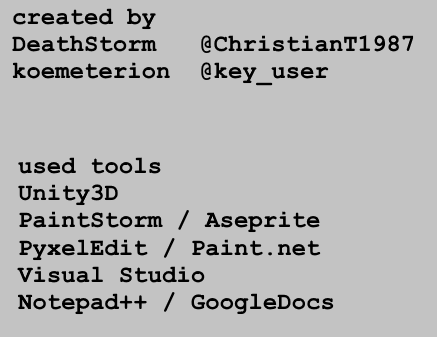 created by
DeathStorm @ChristianT1987
koemeterion @key_user
used tools
Unity3D
PaintStorm / Aseprite
PyxelEdit / Paint.net
Visual Studio
Notepad++ / GoogleDocs